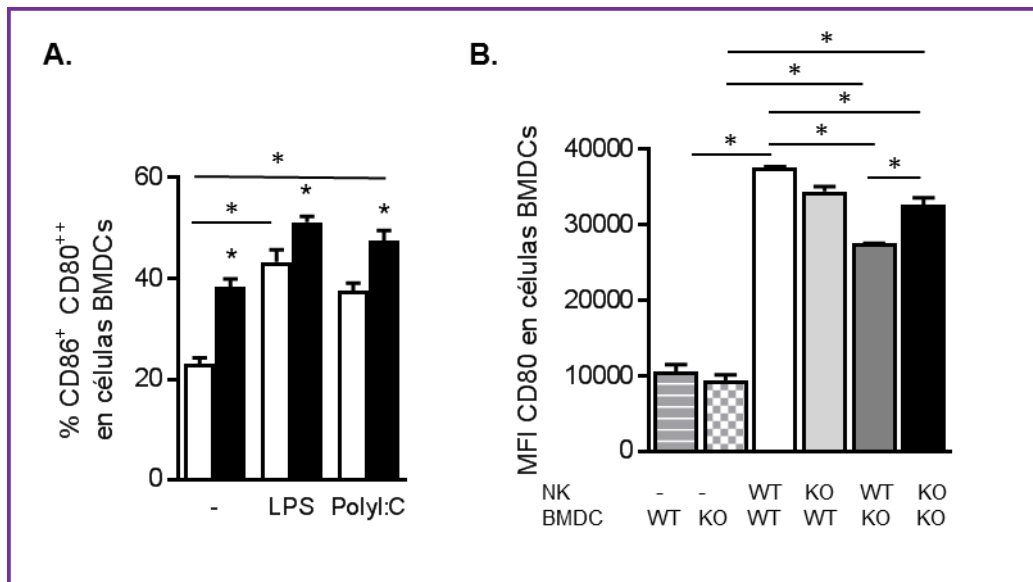 A.
B.
% CD86+ CD80++
en células BMDCs
60
40
20
0
*
*
*
*
*
- LPS PolyI:C
MFI CD80 en células BMDCs
40000
30000
20000
10000
0
*
*
*
*
*
*
NK - - WT KO WT KO
BMDC WT KO WT WT KO KO